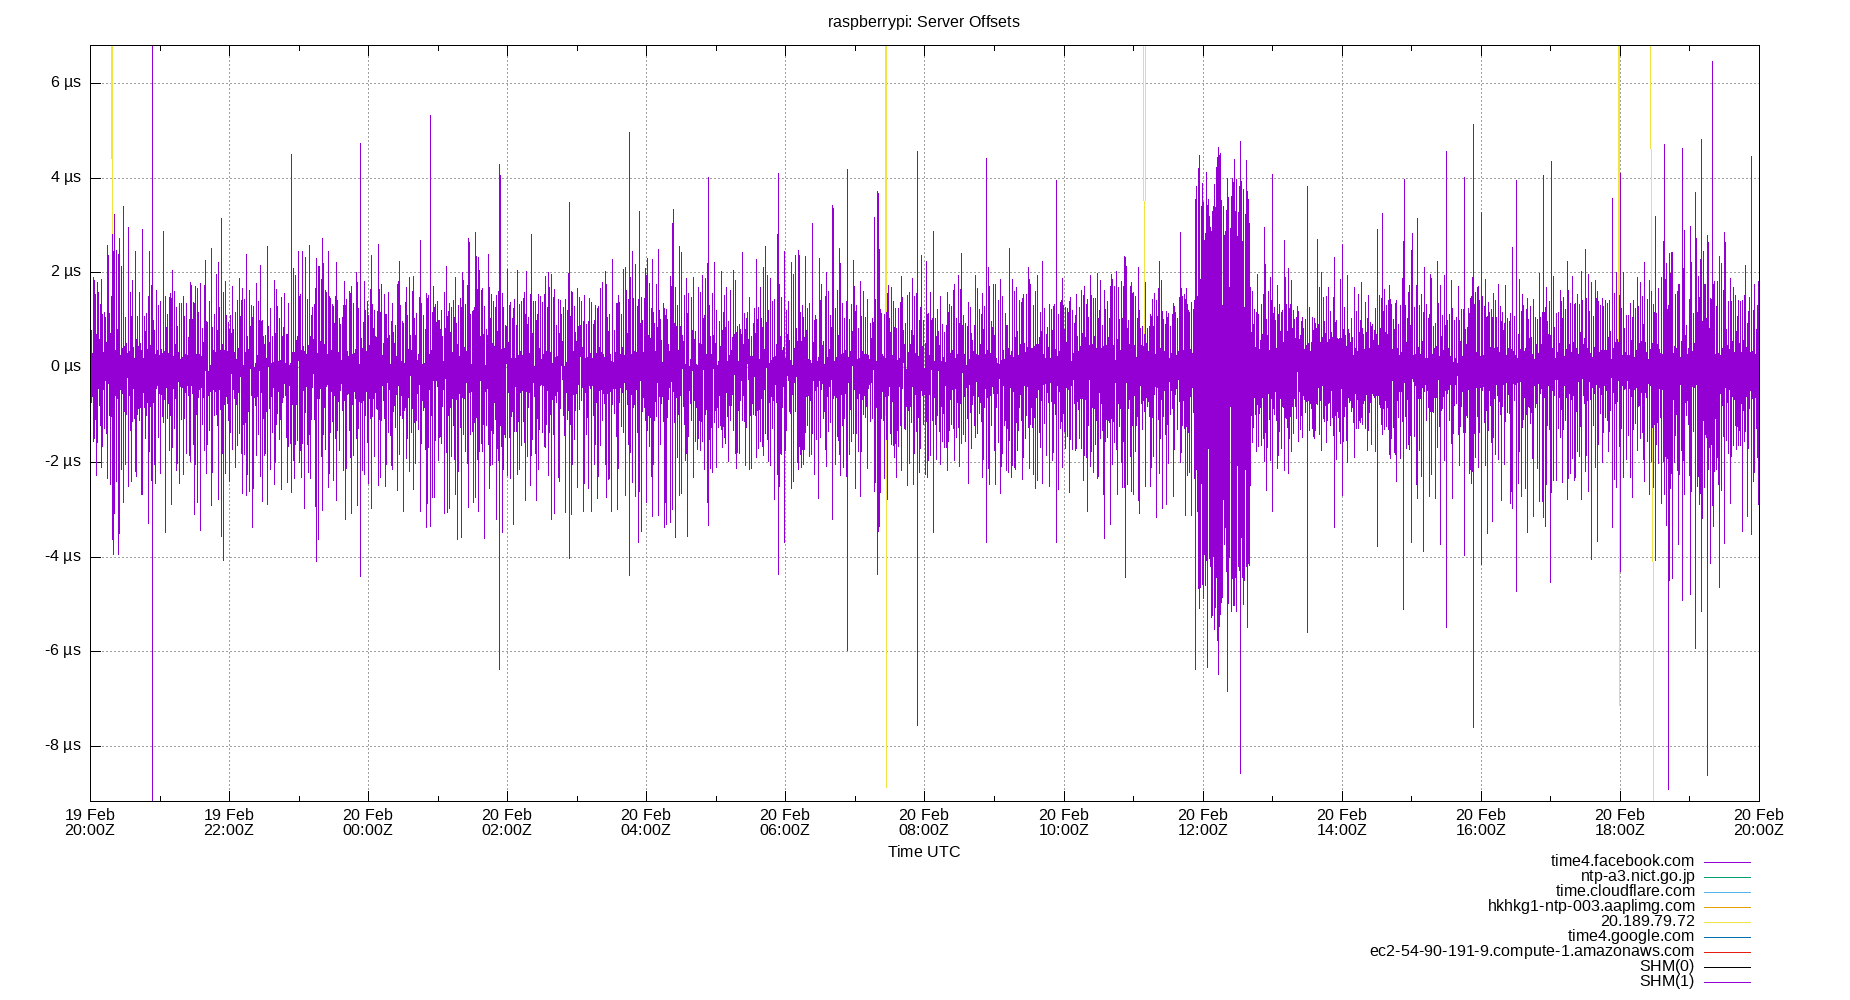 raspberrypi: Server Offsets
6 µs
4 µs
2 µs
0 µs
-2 µs
-4 µs
-6 µs
-8 µs
19 Feb 19 Feb 20 Feb 20 Feb 20 Feb 20 Feb 20 Feb 20 Feb 20 Feb 20 Feb 20 Feb 20 Feb 20 Feb
20:00Z 22:00Z 00:00Z 02:00Z 04:00Z 06:00Z 08:00Z 10:00Z 12:00Z 14:00Z 16:00Z 18:00Z 20:00Z
Time UTC
time4.facebook.com
ntp-a3.nict.go.jp
time.cloudflare.com
hkhkg1-ntp-003.aaplimg.com
20.189.79.72
time4.google.com
ec2-54-90-191-9.compute-1.amazonaws.com
SHM(0)
SHM(1)